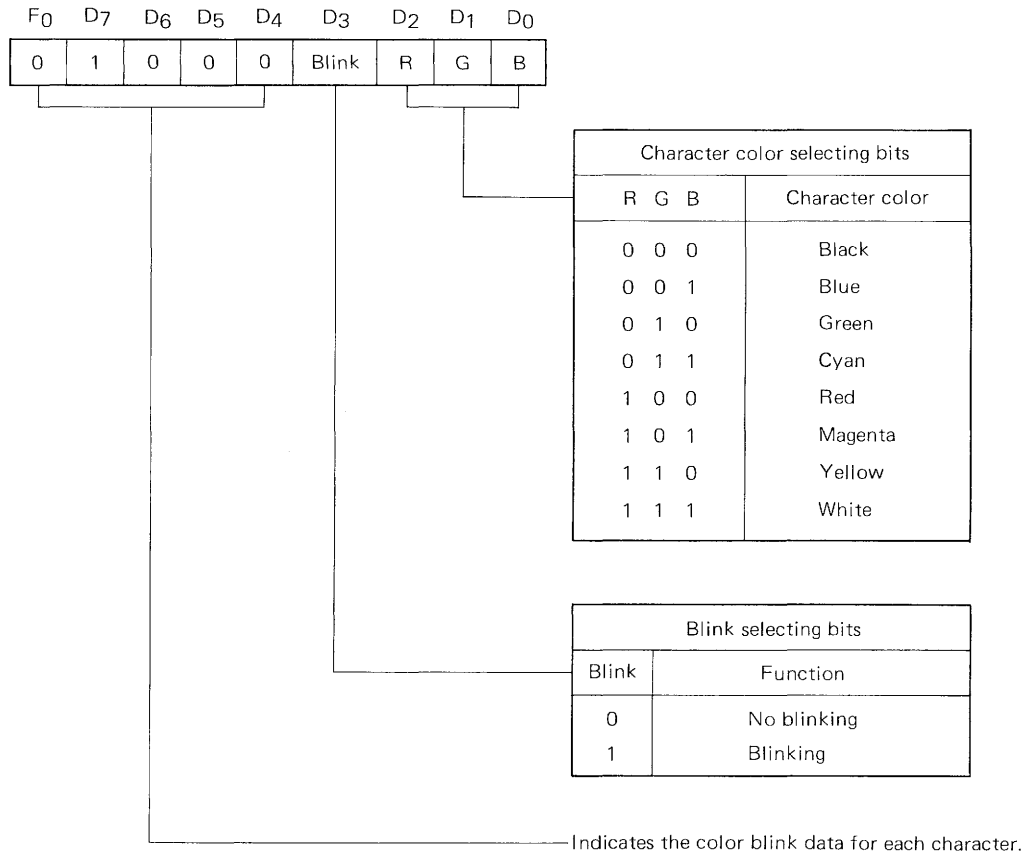 F0 D7 D6 D5 D4 D3 D2 D1 D0
0 1 0 0 0 Blink R G B
Character color selecting bits
R G B Character color
0 0 0 Black
0 0 1 Blue
0 1 0 Green
0 1 1 Cyan
1 0 0 Red
1 0 1 Magenta
1 1 0 Yellow
1 1 1 White
Blink selecting bits
Blink Function
0 No blinking
1 Blinking
Indicates the color blink data for each character.